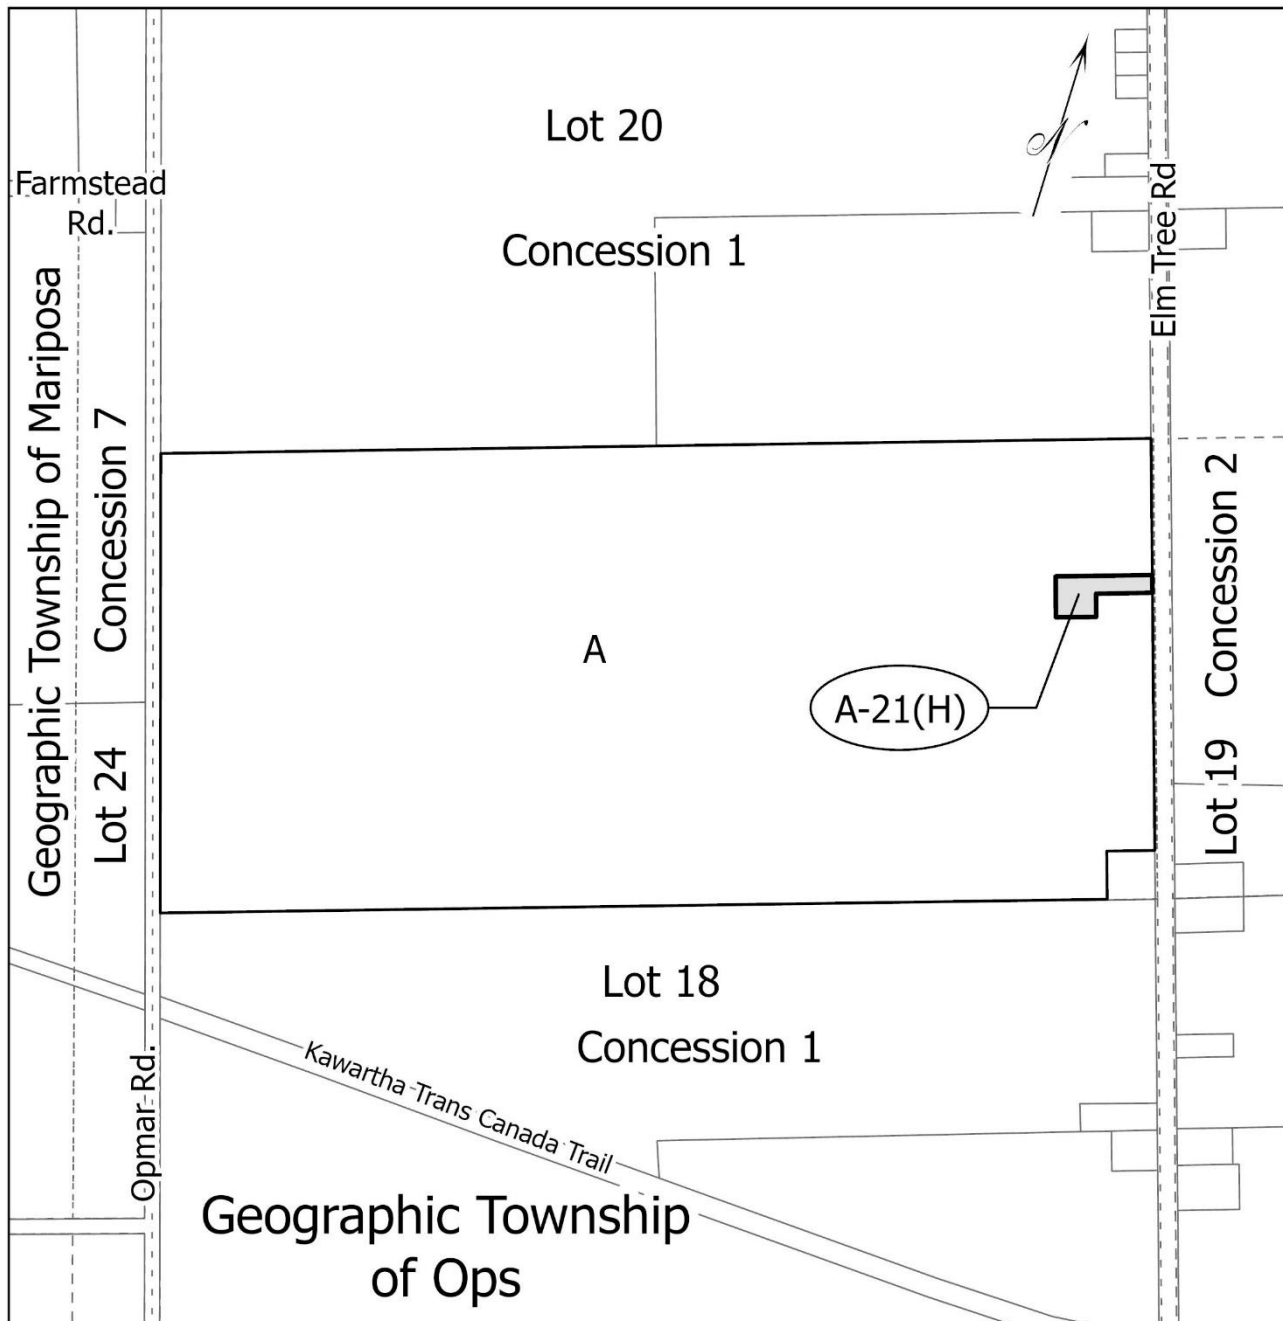 Lot 20
Farmstead
Rd.
Concession 1
Elm Tree Rd
N
Geographic Township of Mariposa
Concession 7
Lot 24
A
A-21(H)
Concession 2
Lot 19
Lot 18
Concession 1
Kawartha Trans Canada Trail
Opmar Rd.
Geographic Township
of Ops